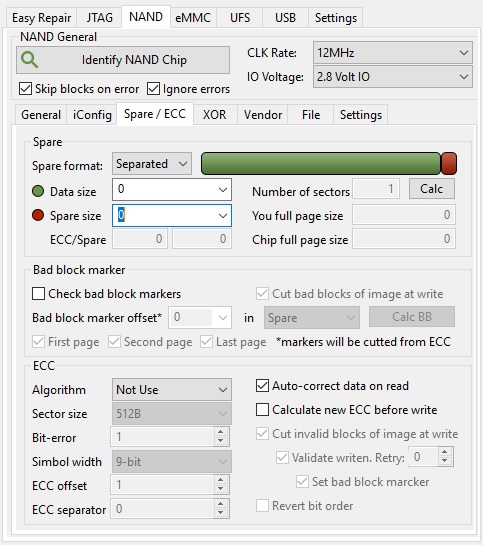 Easy Repair JTAG NAND eMMC UFS USB Settings
NAND General
Identify NAND Chip
CLK Rate: 12MHz
IO Voltage: 2.8 Volt IO
Skip blocks on error Ignore errors
General iConfig Spare / ECC XOR Vendor File Settings
Spare
Spare format: Separated
Data size 0 Number of sectors 1 Calc
Spare size 0 You full page size 0
ECC/Spare 0 0 Chip full page size 0
Bad block marker
Check bad block markers Cut bad blocks of image at write
Bad block marker offset* 0 in Spare Calc BB
First page Second page Last page *markers will be cutted from ECC
ECC
Algorithm Not Use Auto-correct data on read
Sector size 512B Calculate new ECC before write
Bit-error 1 Cut invalid blocks of image at write
Simbol width 9-bit Validate writen. Retry: 0
ECC offset 1 Set bad block marcker
ECC separator 0 Revert bit order